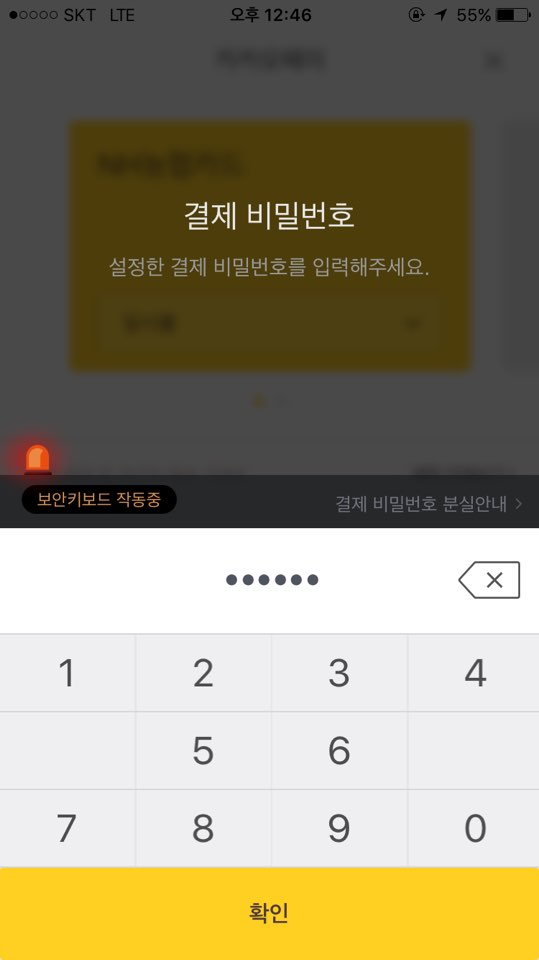 SKT LTE 오후 12:46 55%
결제 비밀번호
설정한 결제 비밀번호를 입력해주세요.
보안키보드 작동중 결제 비밀번호 분실안내 >
1 2 3 4
5 6
7 8 9 0
확인